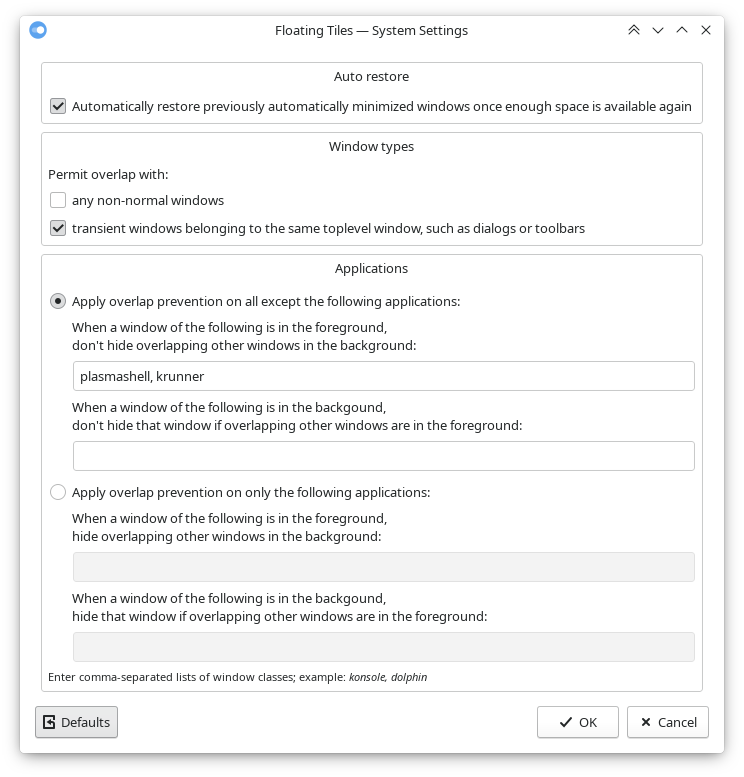 Floating Tiles — System Settings
Auto restore
Automatically restore previously automatically minimized windows once enough space is available again
Window types
Permit overlap with:
any non-normal windows
transient windows belonging to the same toplevel window, such as dialogs or toolbars
Applications
Apply overlap prevention on all except the following applications:
When a window of the following is in the foreground,
don't hide overlapping other windows in the background:
plasmashell, krunner
When a window of the following is in the backgound,
don't hide that window if overlapping other windows are in the foreground:
Apply overlap prevention on only the following applications:
When a window of the following is in the foreground,
hide overlapping other windows in the background:
When a window of the following is in the backgound,
hide that window if overlapping other windows are in the foreground:
Enter comma-separated lists of window classes; example: konsole, dolphin
Defaults
OK
Cancel